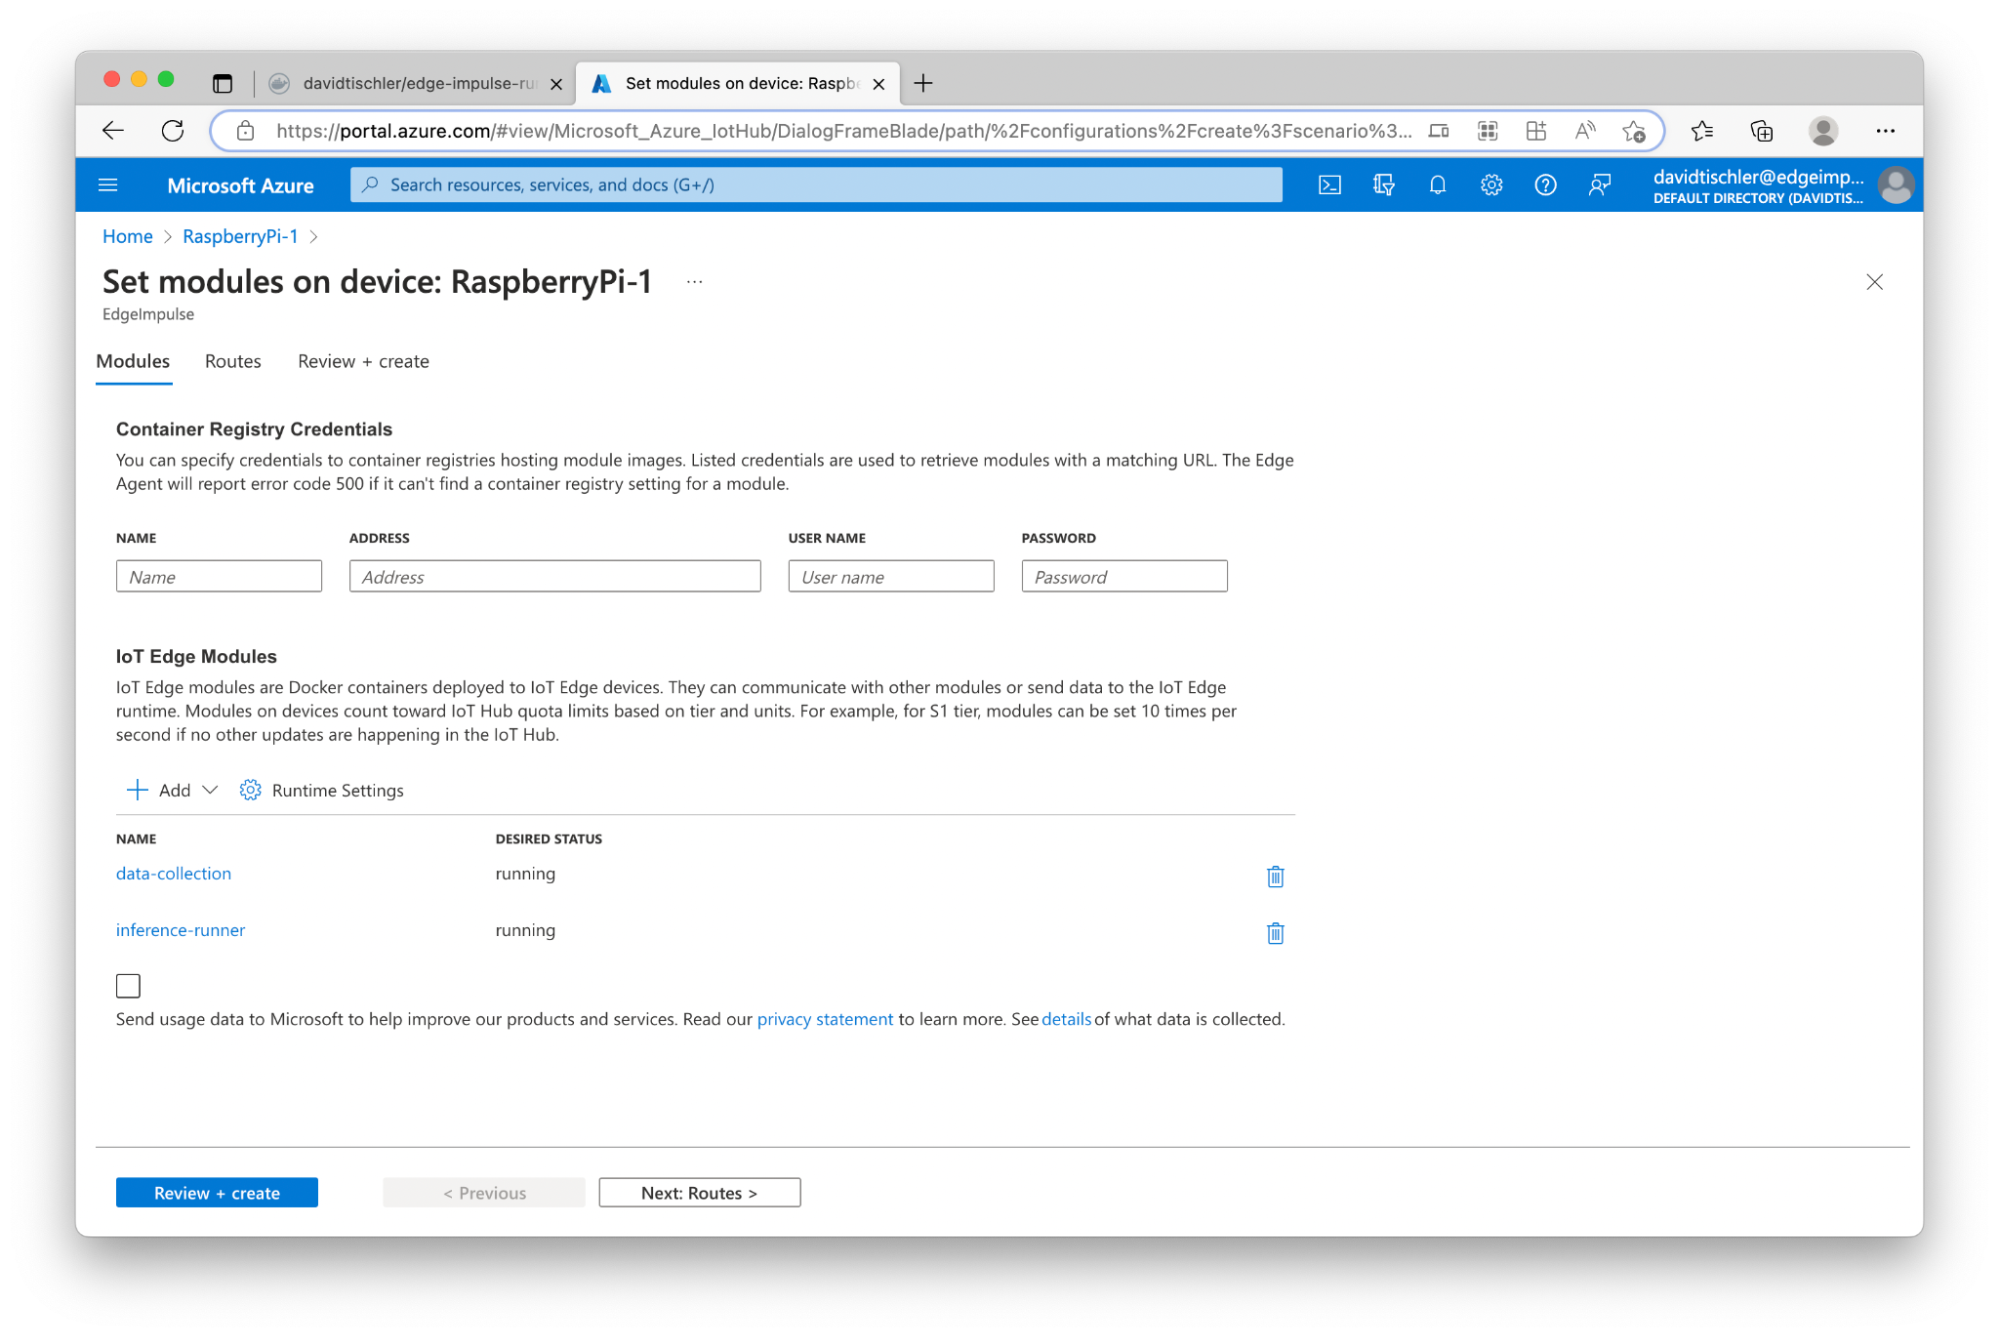 davidtischler/edge-impulse-ru
Set modules on device: Raspb
https://portal.azure.com/#view/Microsoft_Azure_IotHub/DialogFrameBlade/path/%2Fconfigurations%2Fcreate%3Fscenario%3...
Microsoft Azure
Search resources, services, and docs (G+/)
davidtischler@edgeimp...
DEFAULT DIRECTORY (DAVIDTIS...
Home > RaspberryPi-1 >
Set modules on device: RaspberryPi-1 ...
EdgeImpulse
Modules Routes Review + create
Container Registry Credentials
You can specify credentials to container registries hosting module images. Listed credentials are used to retrieve modules with a matching URL. The Edge
Agent will report error code 500 if it can't find a container registry setting for a module.
NAME ADDRESS USER NAME PASSWORD
Name Address User name Password
IoT Edge Modules
IoT Edge modules are Docker containers deployed to IoT Edge devices. They can communicate with other modules or send data to the IoT Edge
runtime. Modules on devices count toward IoT Hub quota limits based on tier and units. For example, for S1 tier, modules can be set 10 times per
second if no other updates are happening in the IoT Hub.
Add Runtime Settings
NAME DESIRED STATUS
data-collection running
inference-runner running
Send usage data to Microsoft to help improve our products and services. Read our privacy statement to learn more. See details of what data is collected.
Review + create < Previous Next: Routes >